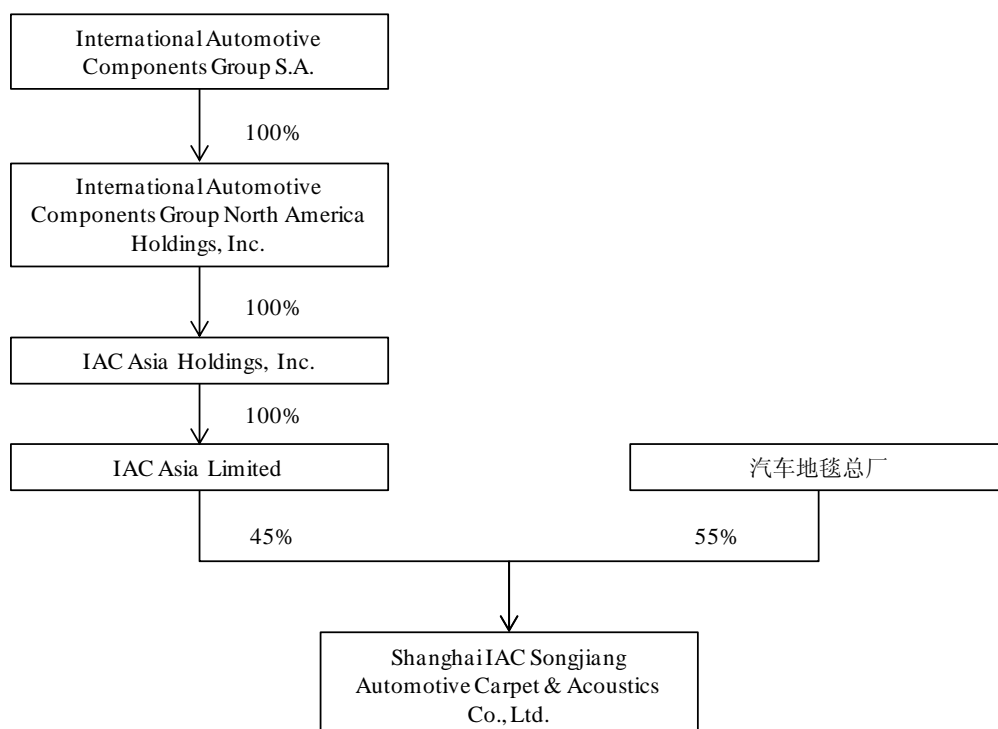 International Automotive
Components Group S.A.
100%
International Automotive
Components Group North America
Holdings, Inc.
100%
IAC Asia Holdings, Inc.
100%
IAC Asia Limited
汽车地毯总厂
45%
55%
Shanghai IAC Songjiang
Automotive Carpet & Acoustics
Co., Ltd.